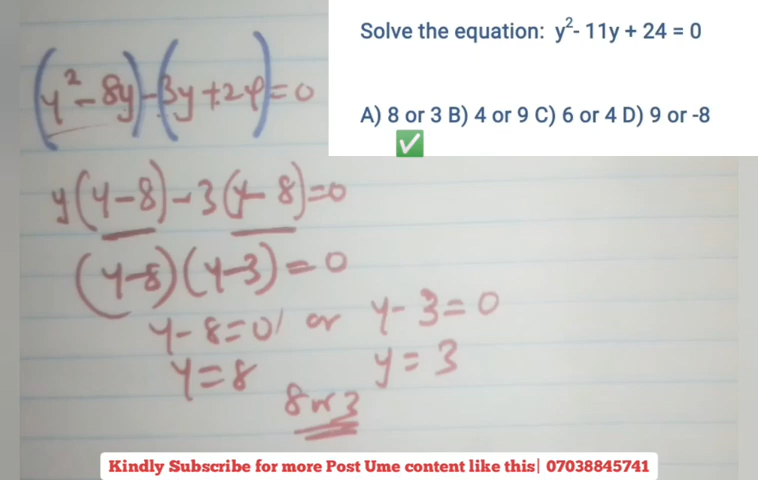 Solve the equation: y²- 11y + 24 = 0
A) 8 or 3 B) 4 or 9 C) 6 or 4 D) 9 or -8
(y² - 8y) - (3y + 24) = 0
y(y-8) - 3(y-8) = 0
(y-8)(y-3) = 0
y - 8 = 0 or y - 3 = 0
y = 8 y = 3
8 or 3
Kindly Subscribe for more Post Ume content like this| 07038845741